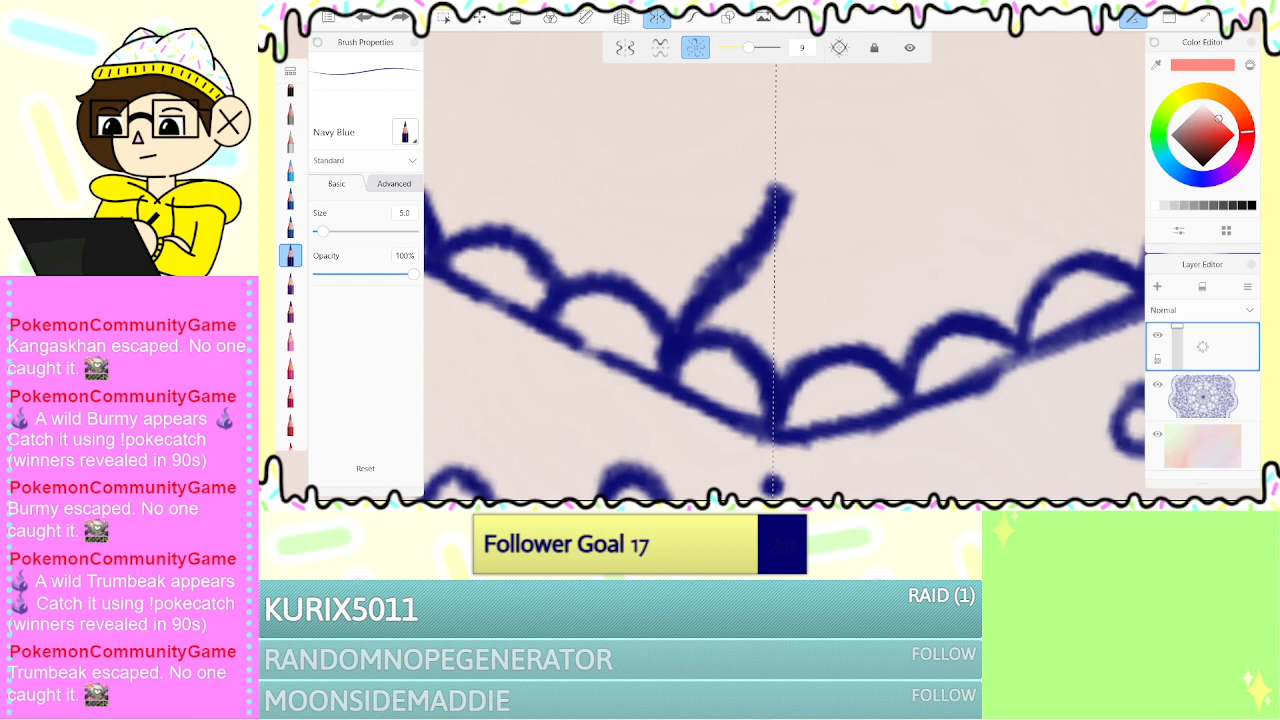 Brush Properties
Color Editor
9
Navy Blue
Standard
Basic
Advanced
Size
5.0
Opacity
100%
Reset
Layer Editor
Normal
PokemonCommunityGame
Kangaskhan escaped. No one
caught it.
PokemonCommunityGame
A wild Burmy appears
Catch it using !pokecatch
(winners revealed in 90s)
PokemonCommunityGame
Burmy escaped. No one
caught it.
PokemonCommunityGame
A wild Trumbeak appears
Catch it using !pokecatch
(winners revealed in 90s)
PokemonCommunityGame
Trumbeak escaped. No one
caught it.
Follower Goal 17
20
KURIX5011
RAID (1)
RANDOMNOPEGENERATOR
FOLLOW
MOONSIDEMADDIE
FOLLOW